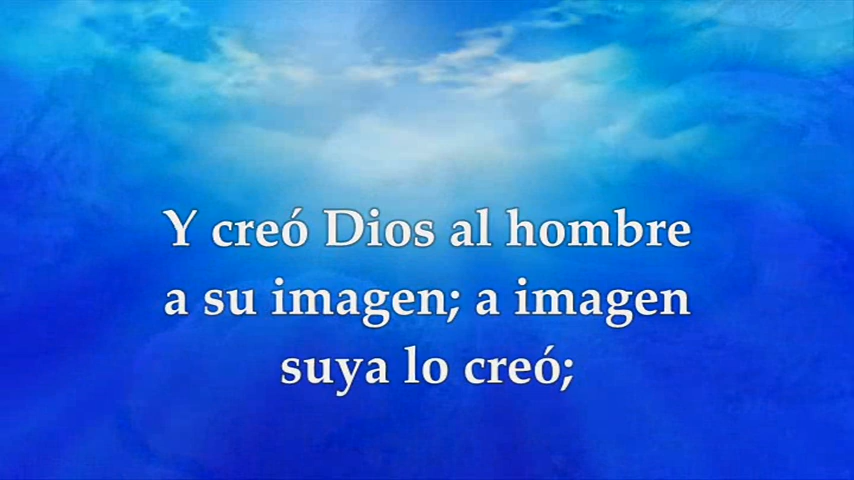 Y creó Dios al hombre
a su imagen; a imagen
suya lo creó;